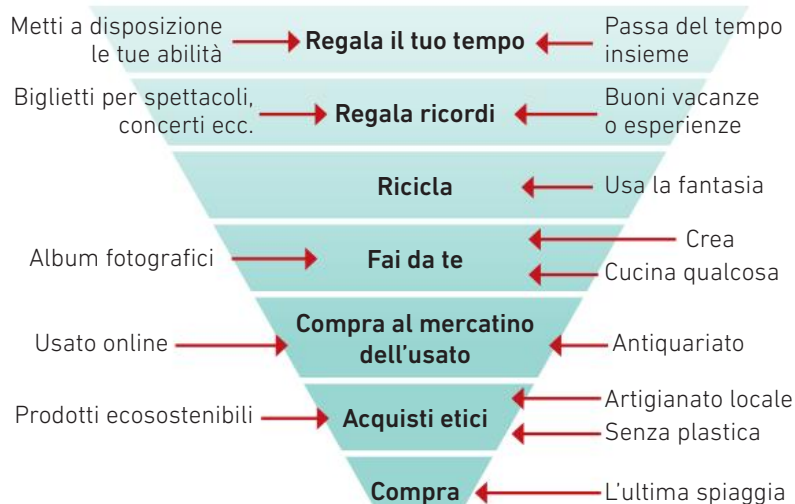 Metti a disposizione
le tue abilità
Regala il tuo tempo
Passa del tempo
insieme
Biglietti per spettacoli,
concerti ecc.
Regala ricordi
Buoni vacanze
o esperienze
Ricicla
Usa la fantasia
Album fotografici
Fai da te
Crea
Cucina qualcosa
Usato online
Compra al mercatino
dell'usato
Antiquariato
Prodotti ecosostenibili
Acquisti etici
Artigianato locale
Senza plastica
Compra
L'ultima spiaggia